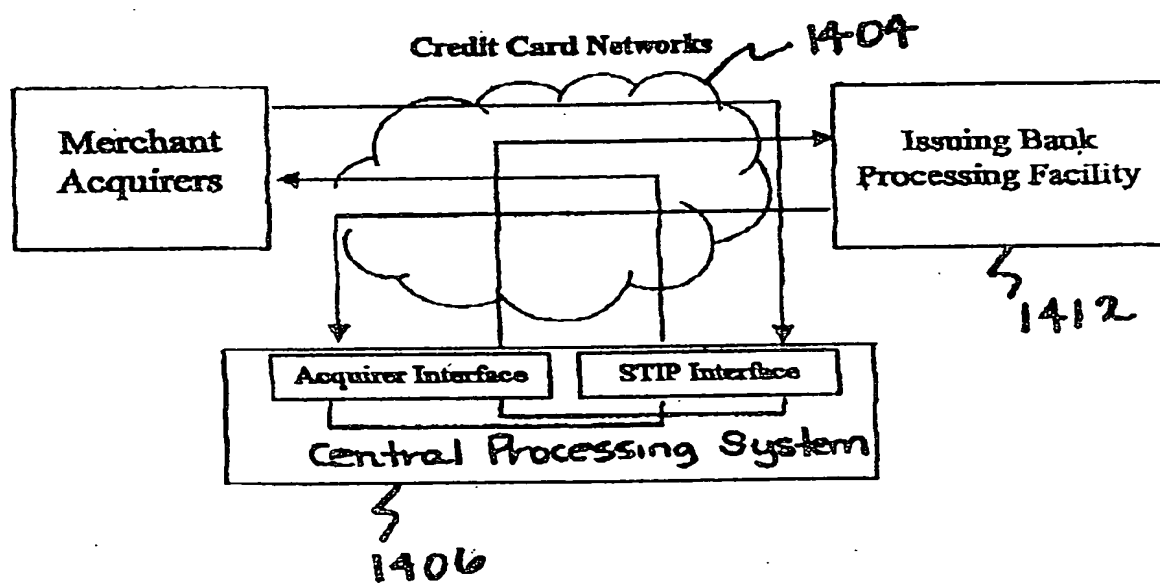 Credit Card Networks
1404
Merchant
Acquirers
Issuing Bank
Processing Facility
1412
Acquirer Interface
STIP Interface
Central Processing System
1406